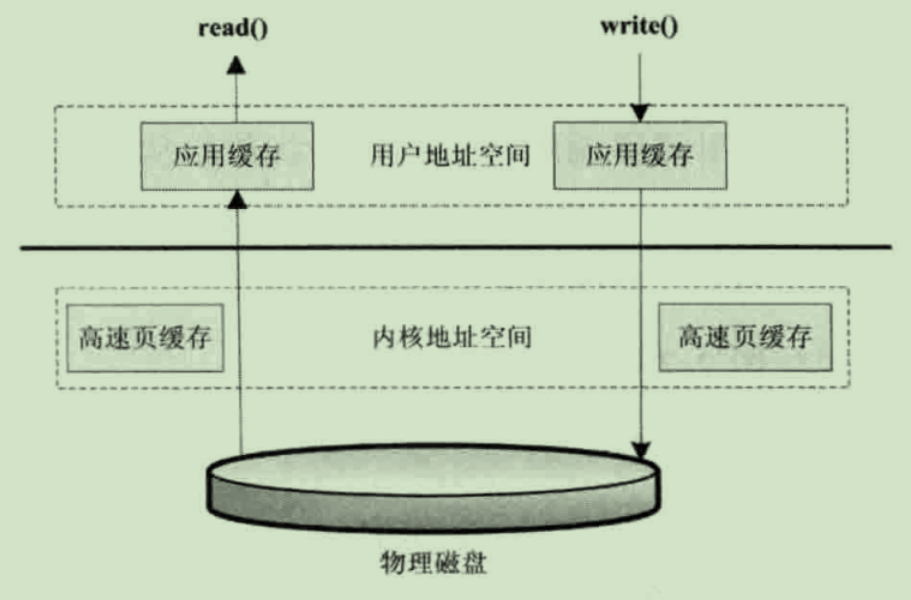 read()
write()
应用缓存
用户地址空间
应用缓存
高速页缓存
内核地址空间
高速页缓存
物理磁盘